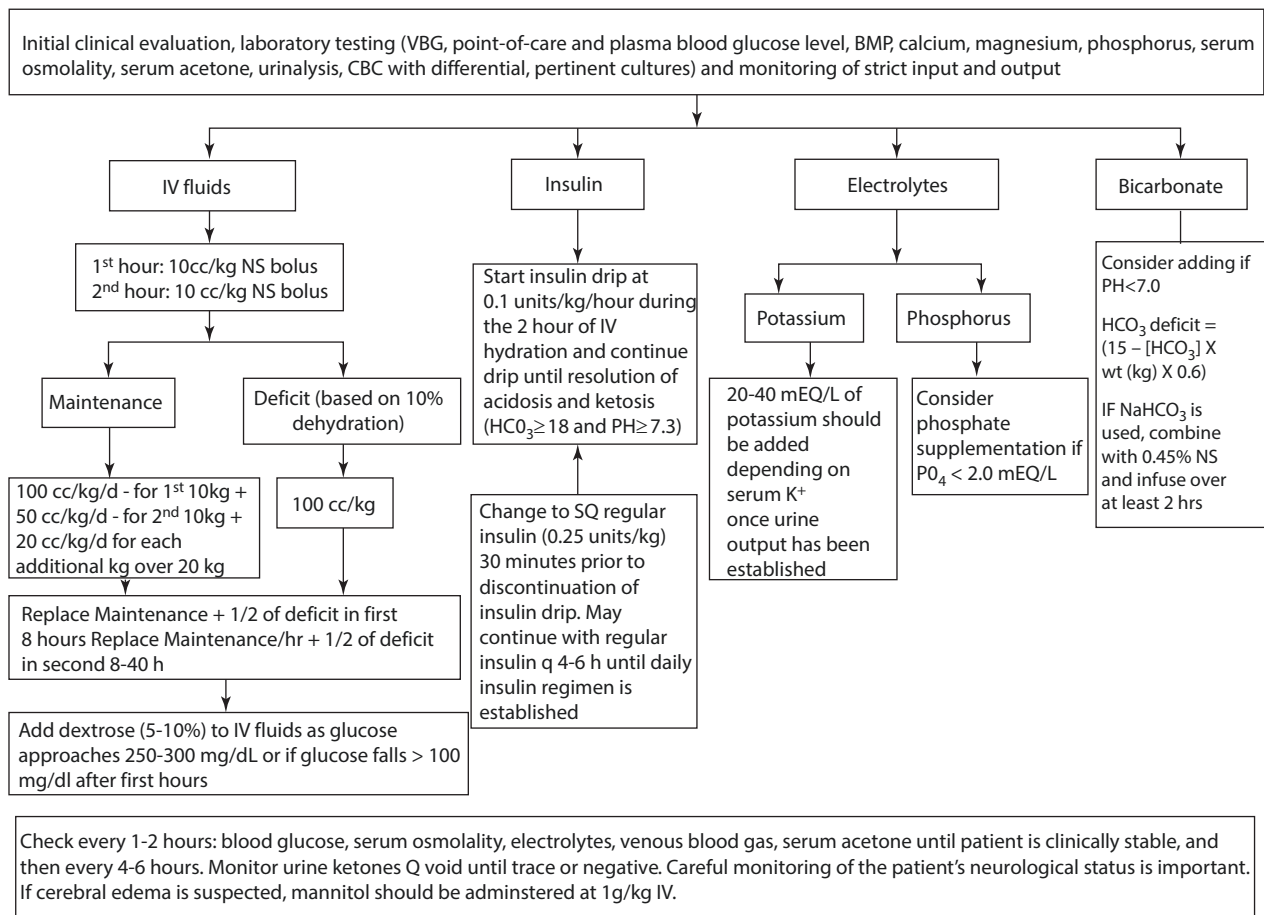 Initial clinical evaluation, laboratory testing (VBG, point-of-care and plasma blood glucose level, BMP, calcium, magnesium, phosphorus, serum
osmolality, serum acetone, urinalysis, CBC with differential, pertinent cultures) and monitoring of strict input and output
IV fluids
1st hour: 10cc/kg NS bolus
2nd hour: 10 cc/kg NS bolus
Maintenance
100 cc/kg/d - for 1st 10kg +
50 cc/kg/d - for 2nd 10kg +
20 cc/kg/d for each
additional kg over 20 kg
Deficit (based on 10%
dehydration)
100 cc/kg
Replace Maintenance + 1/2 of deficit in first
8 hours Replace Maintenance/hr + 1/2 of deficit
in second 8-40 h
Add dextrose (5-10%) to IV fluids as glucose
approaches 250-300 mg/dL or if glucose falls > 100
mg/dl after first hours
Insulin
Start insulin drip at
0.1 units/kg/hour during
the 2 hour of IV
hydration and continue
drip until resolution of
acidosis and ketosis
(HC0₃≥18 and PH≥7.3)
Change to SQ regular
insulin (0.25 units/kg)
30 minutes prior to
discontinuation of
insulin drip. May
continue with regular
insulin q 4-6 h until daily
insulin regimen is
established
Electrolytes
Potassium
20-40 mEQ/L of
potassium should
be added
depending on
serum K⁺
once urine
output has been
established
Phosphorus
Consider
phosphate
supplementation if
P0₄ < 2.0 mEQ/L
Bicarbonate
Consider adding if
PH<7.0
HCO₃ deficit =
(15 – [HCO₃] X
wt (kg) X 0.6)
IF NaHCO₃ is
used, combine
with 0.45% NS
and infuse over
at least 2 hrs
Check every 1-2 hours: blood glucose, serum osmolality, electrolytes, venous blood gas, serum acetone until patient is clinically stable, and
then every 4-6 hours. Monitor urine ketones Q void until trace or negative. Careful monitoring of the patient's neurological status is important.
If cerebral edema is suspected, mannitol should be adminstered at 1g/kg IV.